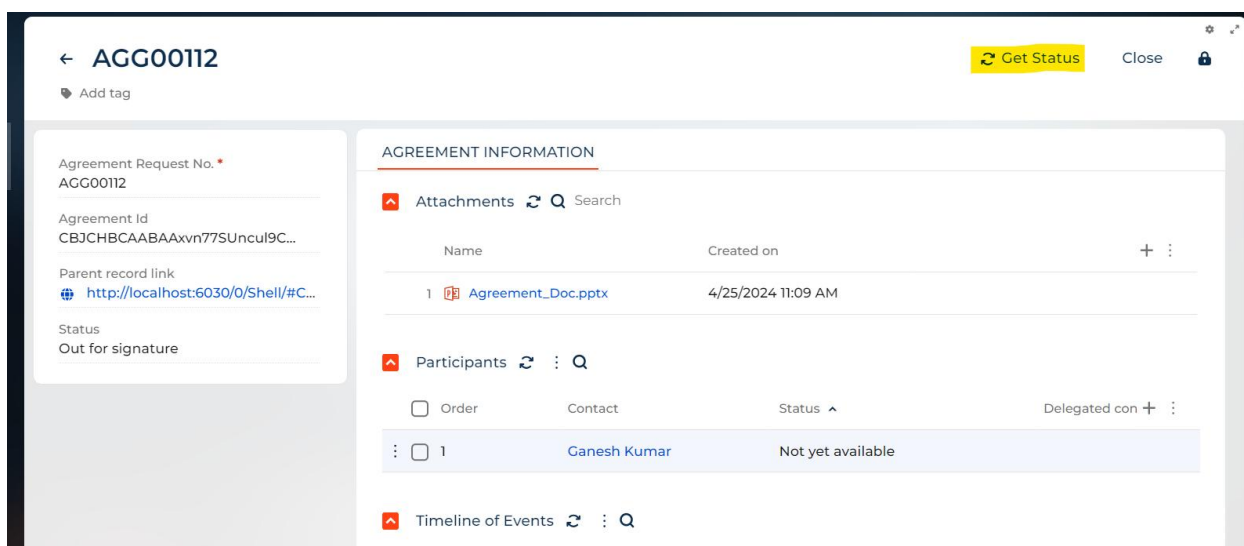 AGG00112
Get Status
Close
Add tag
Agreement Request No. *
AGG00112
Agreement Id
CBJCHBCAABAAxvn77SUncul9C...
Parent record link
http://localhost:6030/0/Shell/#C...
Status
Out for signature
AGREEMENT INFORMATION
Attachments Search
Name Created on
1 Agreement_Doc.pptx 4/25/2024 11:09 AM
Participants
Order Contact Status Delegated con
1 Ganesh Kumar Not yet available
Timeline of Events